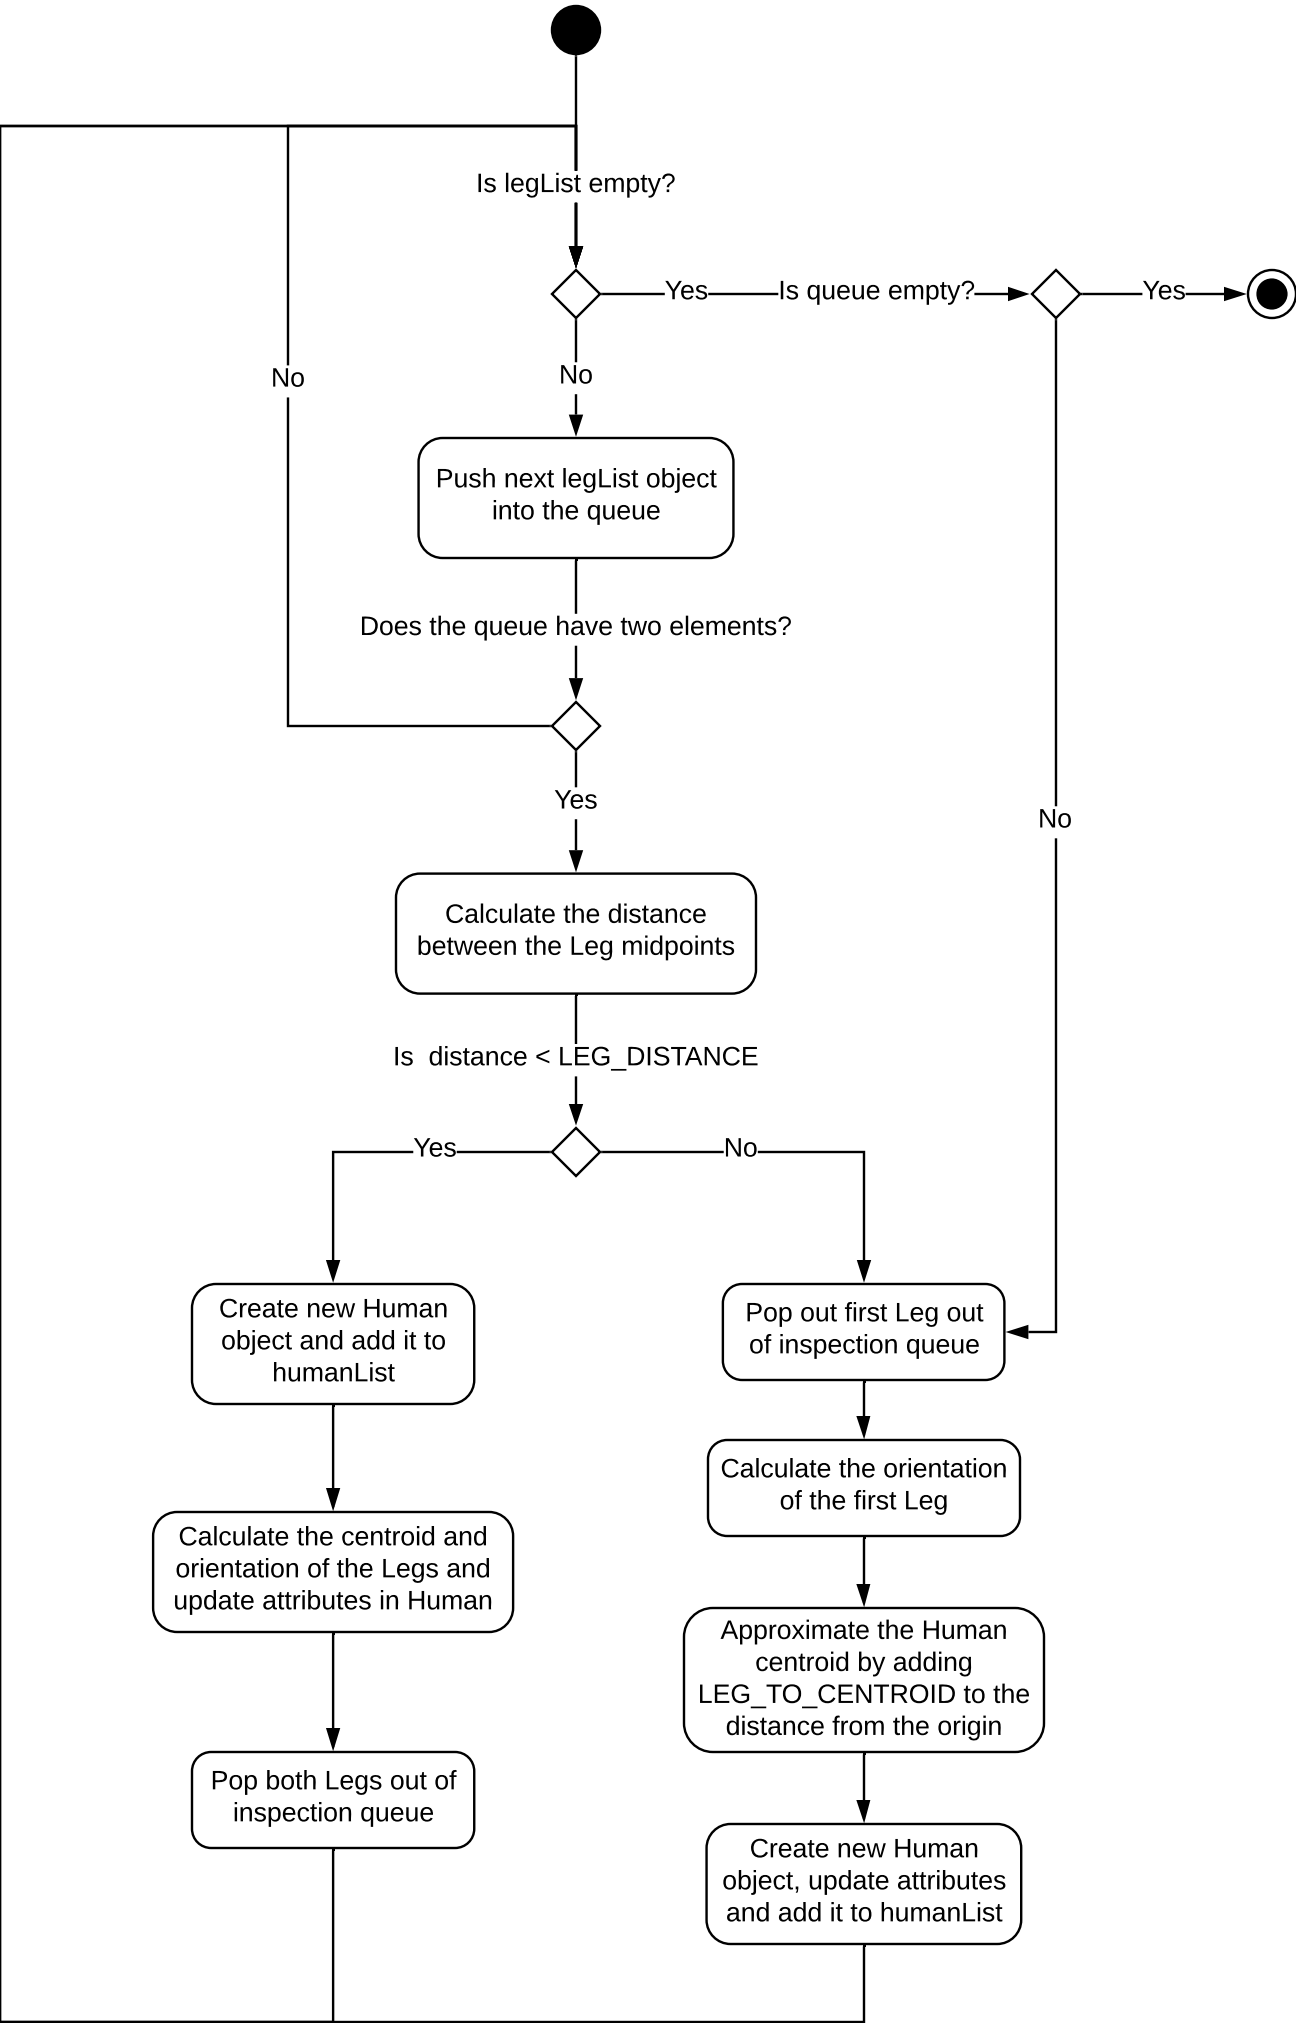 Is legList empty?
Yes
Is queue empty?
Yes
No
No
Push next legList object
into the queue
Does the queue have two elements?
Yes
No
Calculate the distance
between the Leg midpoints
Is  distance < LEG_DISTANCE
Yes
No
Create new Human
object and add it to
humanList
Calculate the centroid and
orientation of the Legs and
update attributes in Human
Pop both Legs out of
inspection queue
Pop out first Leg out
of inspection queue
Calculate the orientation
of the first Leg
Approximate the Human
centroid by adding
LEG_TO_CENTROID to the
distance from the origin
Create new Human
object, update attributes
and add it to humanList